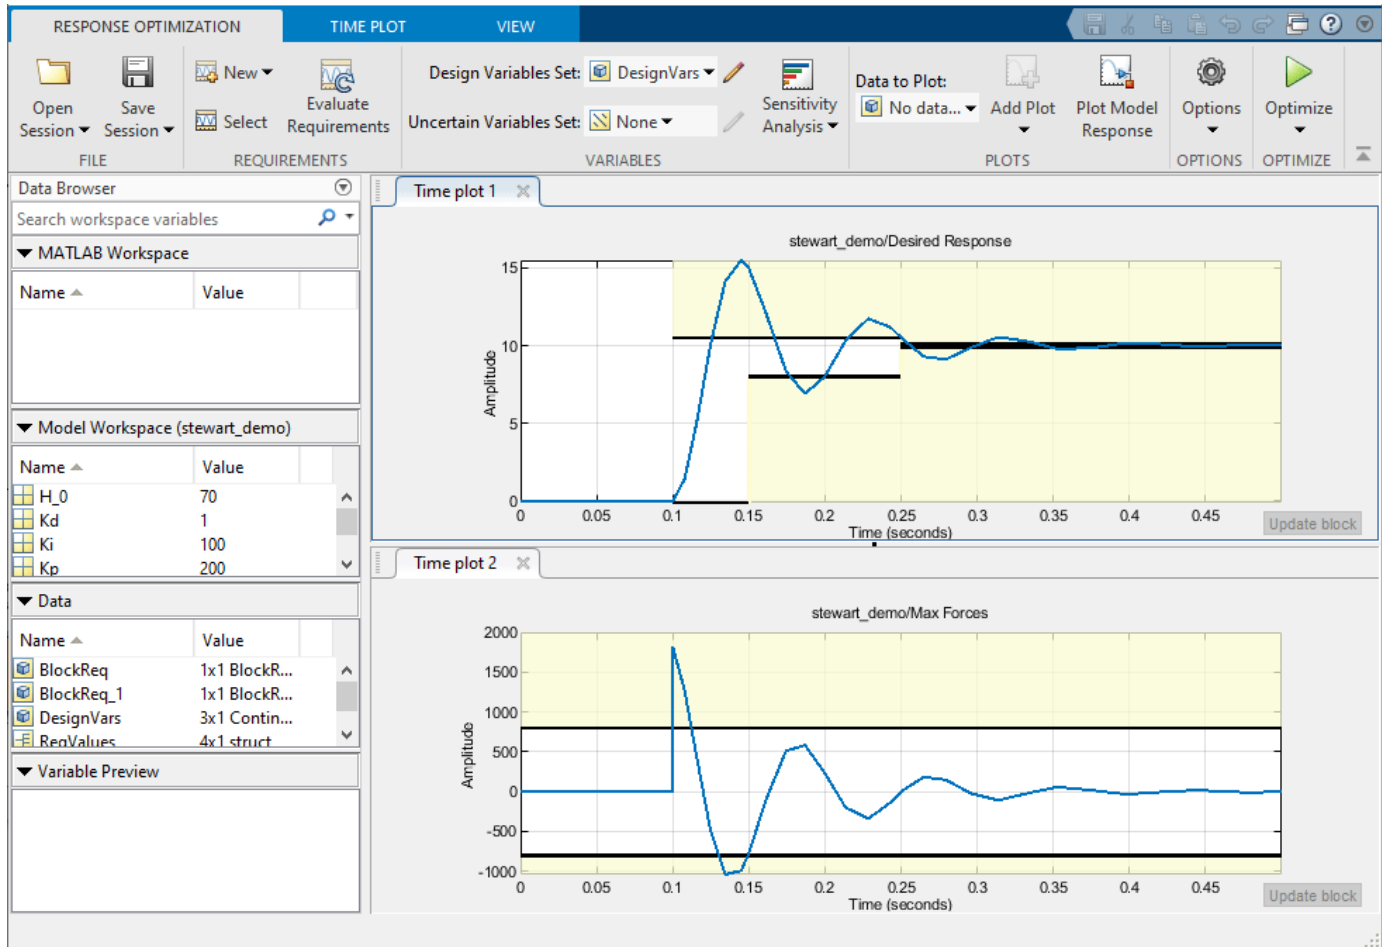 RESPONSE OPTIMIZATION TIME PLOT VIEW
Open Session
Save Session
New
Select
Evaluate Requirements
Design Variables Set: DesignVars
Uncertain Variables Set: None
Sensitivity Analysis
Data to Plot:
No data...
Add Plot
Plot Model Response
Options
Optimize
FILE REQUIREMENTS VARIABLES PLOTS OPTIONS OPTIMIZE
Data Browser
Search workspace variables
MATLAB Workspace
Name Value
Model Workspace (stewart_demo)
Name Value
H_0 70
Kd 1
Ki 100
Kp 200
Data
Name Value
BlockReq 1x1 BlockR...
BlockReq_1 1x1 BlockR...
DesignVars 3x1 Contin...
ReqValues 4x1 struct
Variable Preview
Time plot 1
stewart_demo/Desired Response
15
10
5
0
Amplitude
0 0.05 0.1 0.15 0.2 0.25 0.3 0.35 0.4 0.45
Time (seconds)
Update block
Time plot 2
stewart_demo/Max Forces
2000
1500
1000
500
0
-500
-1000
Amplitude
0 0.05 0.1 0.15 0.2 0.25 0.3 0.35 0.4 0.45
Time (seconds)
Update block